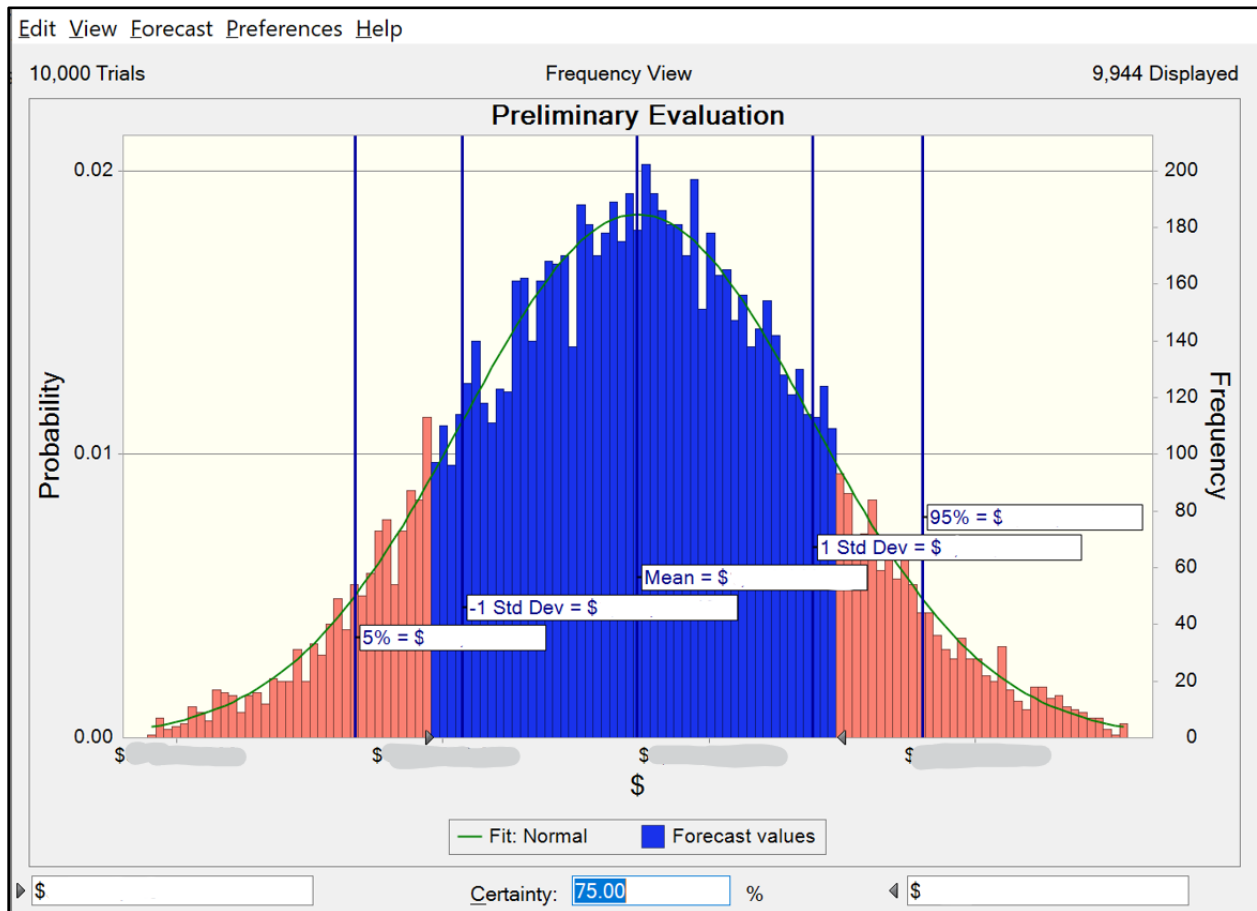 Edit View Forecast Preferences Help
10,000 Trials Frequency View 9,944 Displayed
Preliminary Evaluation
0.02
0.01
0.00
Probability
200
180
160
140
120
100
80
60
40
20
0
Frequency
95% = $
1 Std Dev = $
Mean = $
-1 Std Dev = $
5% = $
$ $ $ $
$
Fit: Normal Forecast values
$ Certainty: 75.00 % $